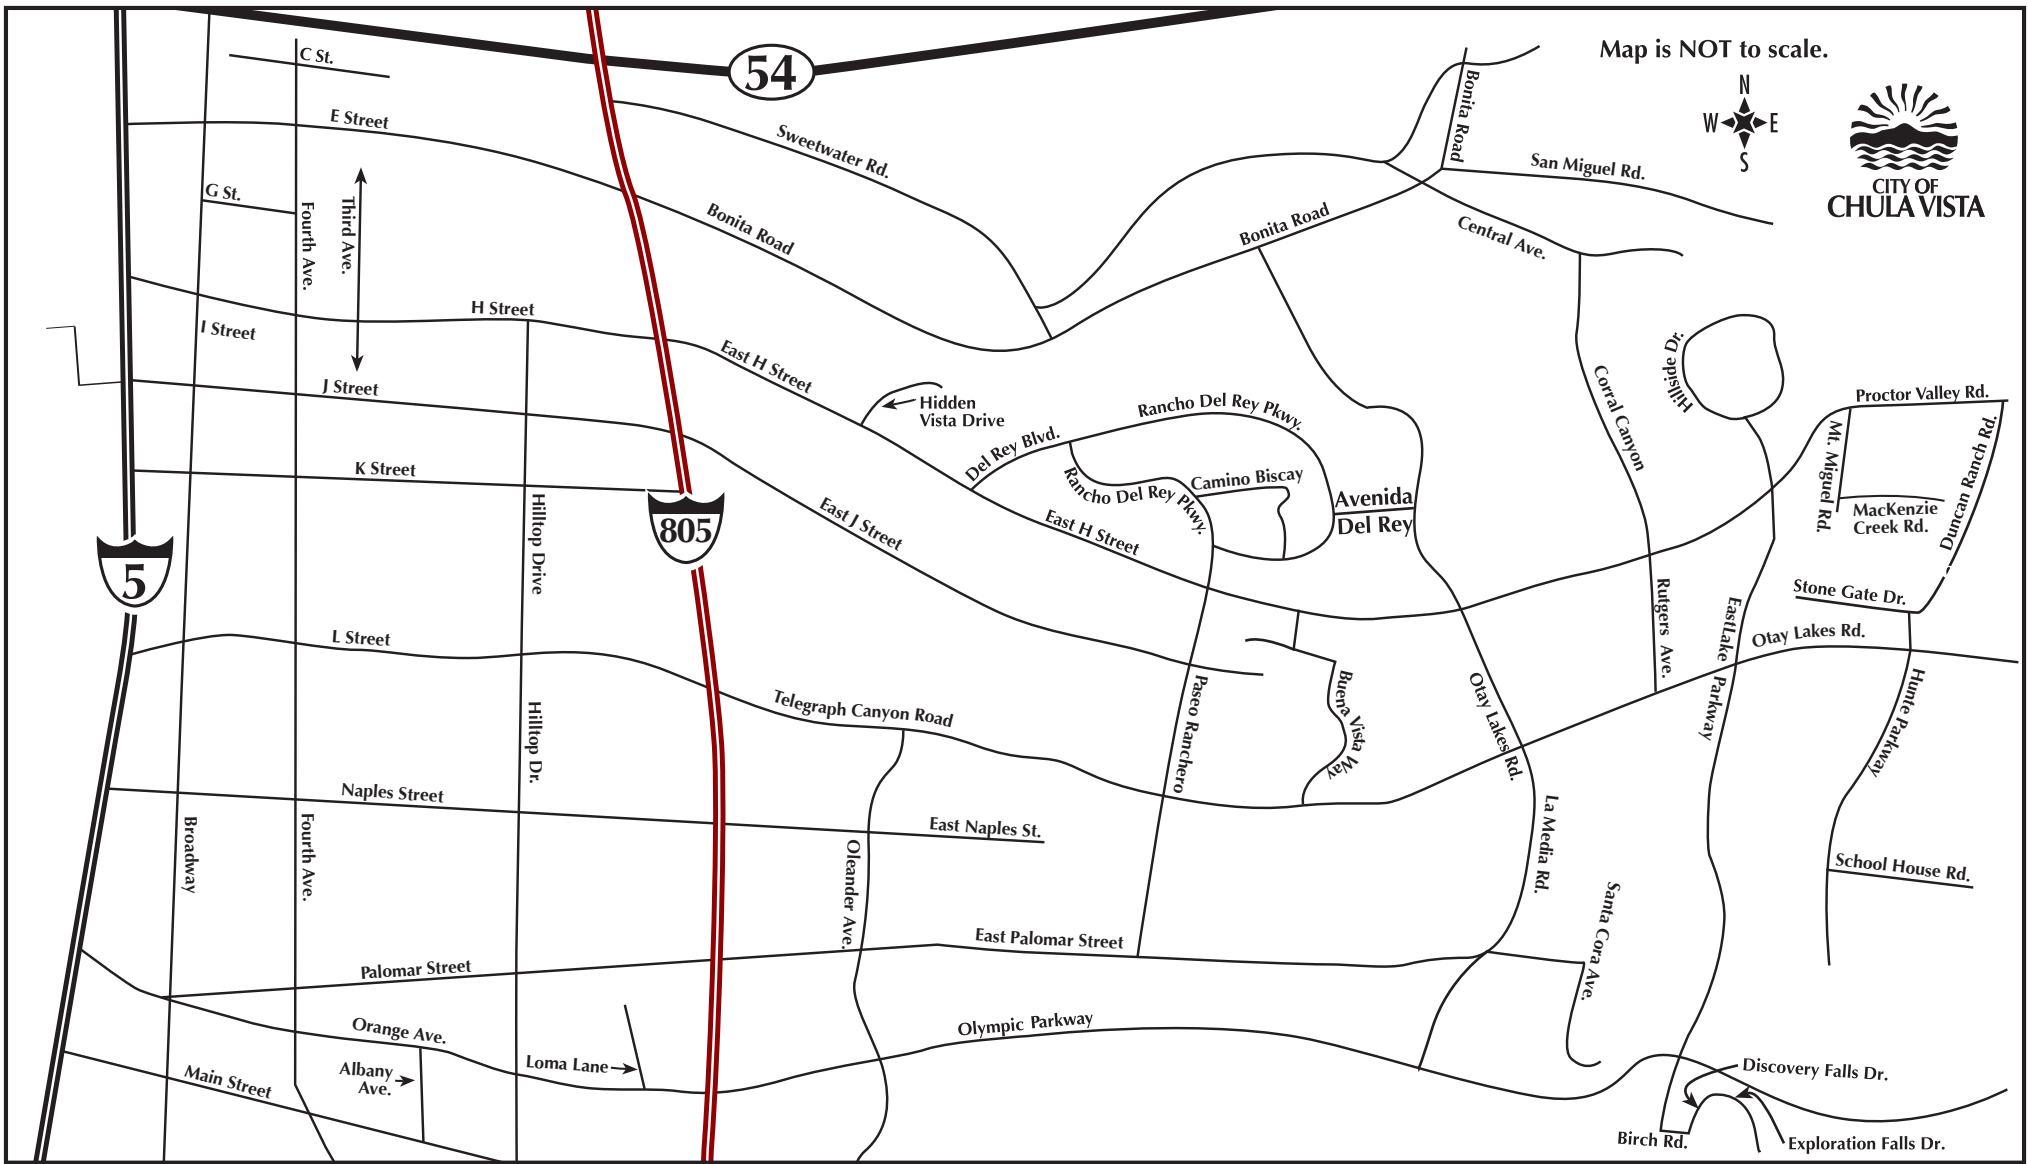 Map is NOT to scale.
N
W
E
S
CITY OF
CHULA VISTA
54
C St.
E Street
Sweetwater Rd.
Bonita Road
San Miguel Rd.
G St.
Fourth Ave.
Third Ave.
Bonita Road
Bonita Road
Central Ave.
H Street
I Street
East H Street
Hillside Dr.
J Street
Hidden
Vista Drive
Rancho Del Rey Pkwy.
Corral Canyon
Proctor Valley Rd.
Del Rey Blvd.
Mt. Miguel Rd.
Duncan Ranch Rd.
K Street
Rancho Del Rey Pkwy.
Camino Biscay
Avenida
Del Rey
MacKenzie
Creek Rd.
Hilltop Drive
805
East J Street
East H Street
5
Rutgers Ave.
EastLake Parkway
Stone Gate Dr.
L Street
Otay Lakes Rd.
Telegraph Canyon Road
Hilltop Dr.
Paseo Ranchero
Buena Vista Way
Otay Lakes Rd.
Hunte Parkway
Naples Street
East Naples St.
Broadway
Fourth Ave.
Oleander Ave.
La Media Rd.
School House Rd.
Santa Cora Ave.
East Palomar Street
Palomar Street
Orange Ave.
Olympic Parkway
Albany
Ave.
Loma Lane
Main Street
Discovery Falls Dr.
Birch Rd.
Exploration Falls Dr.